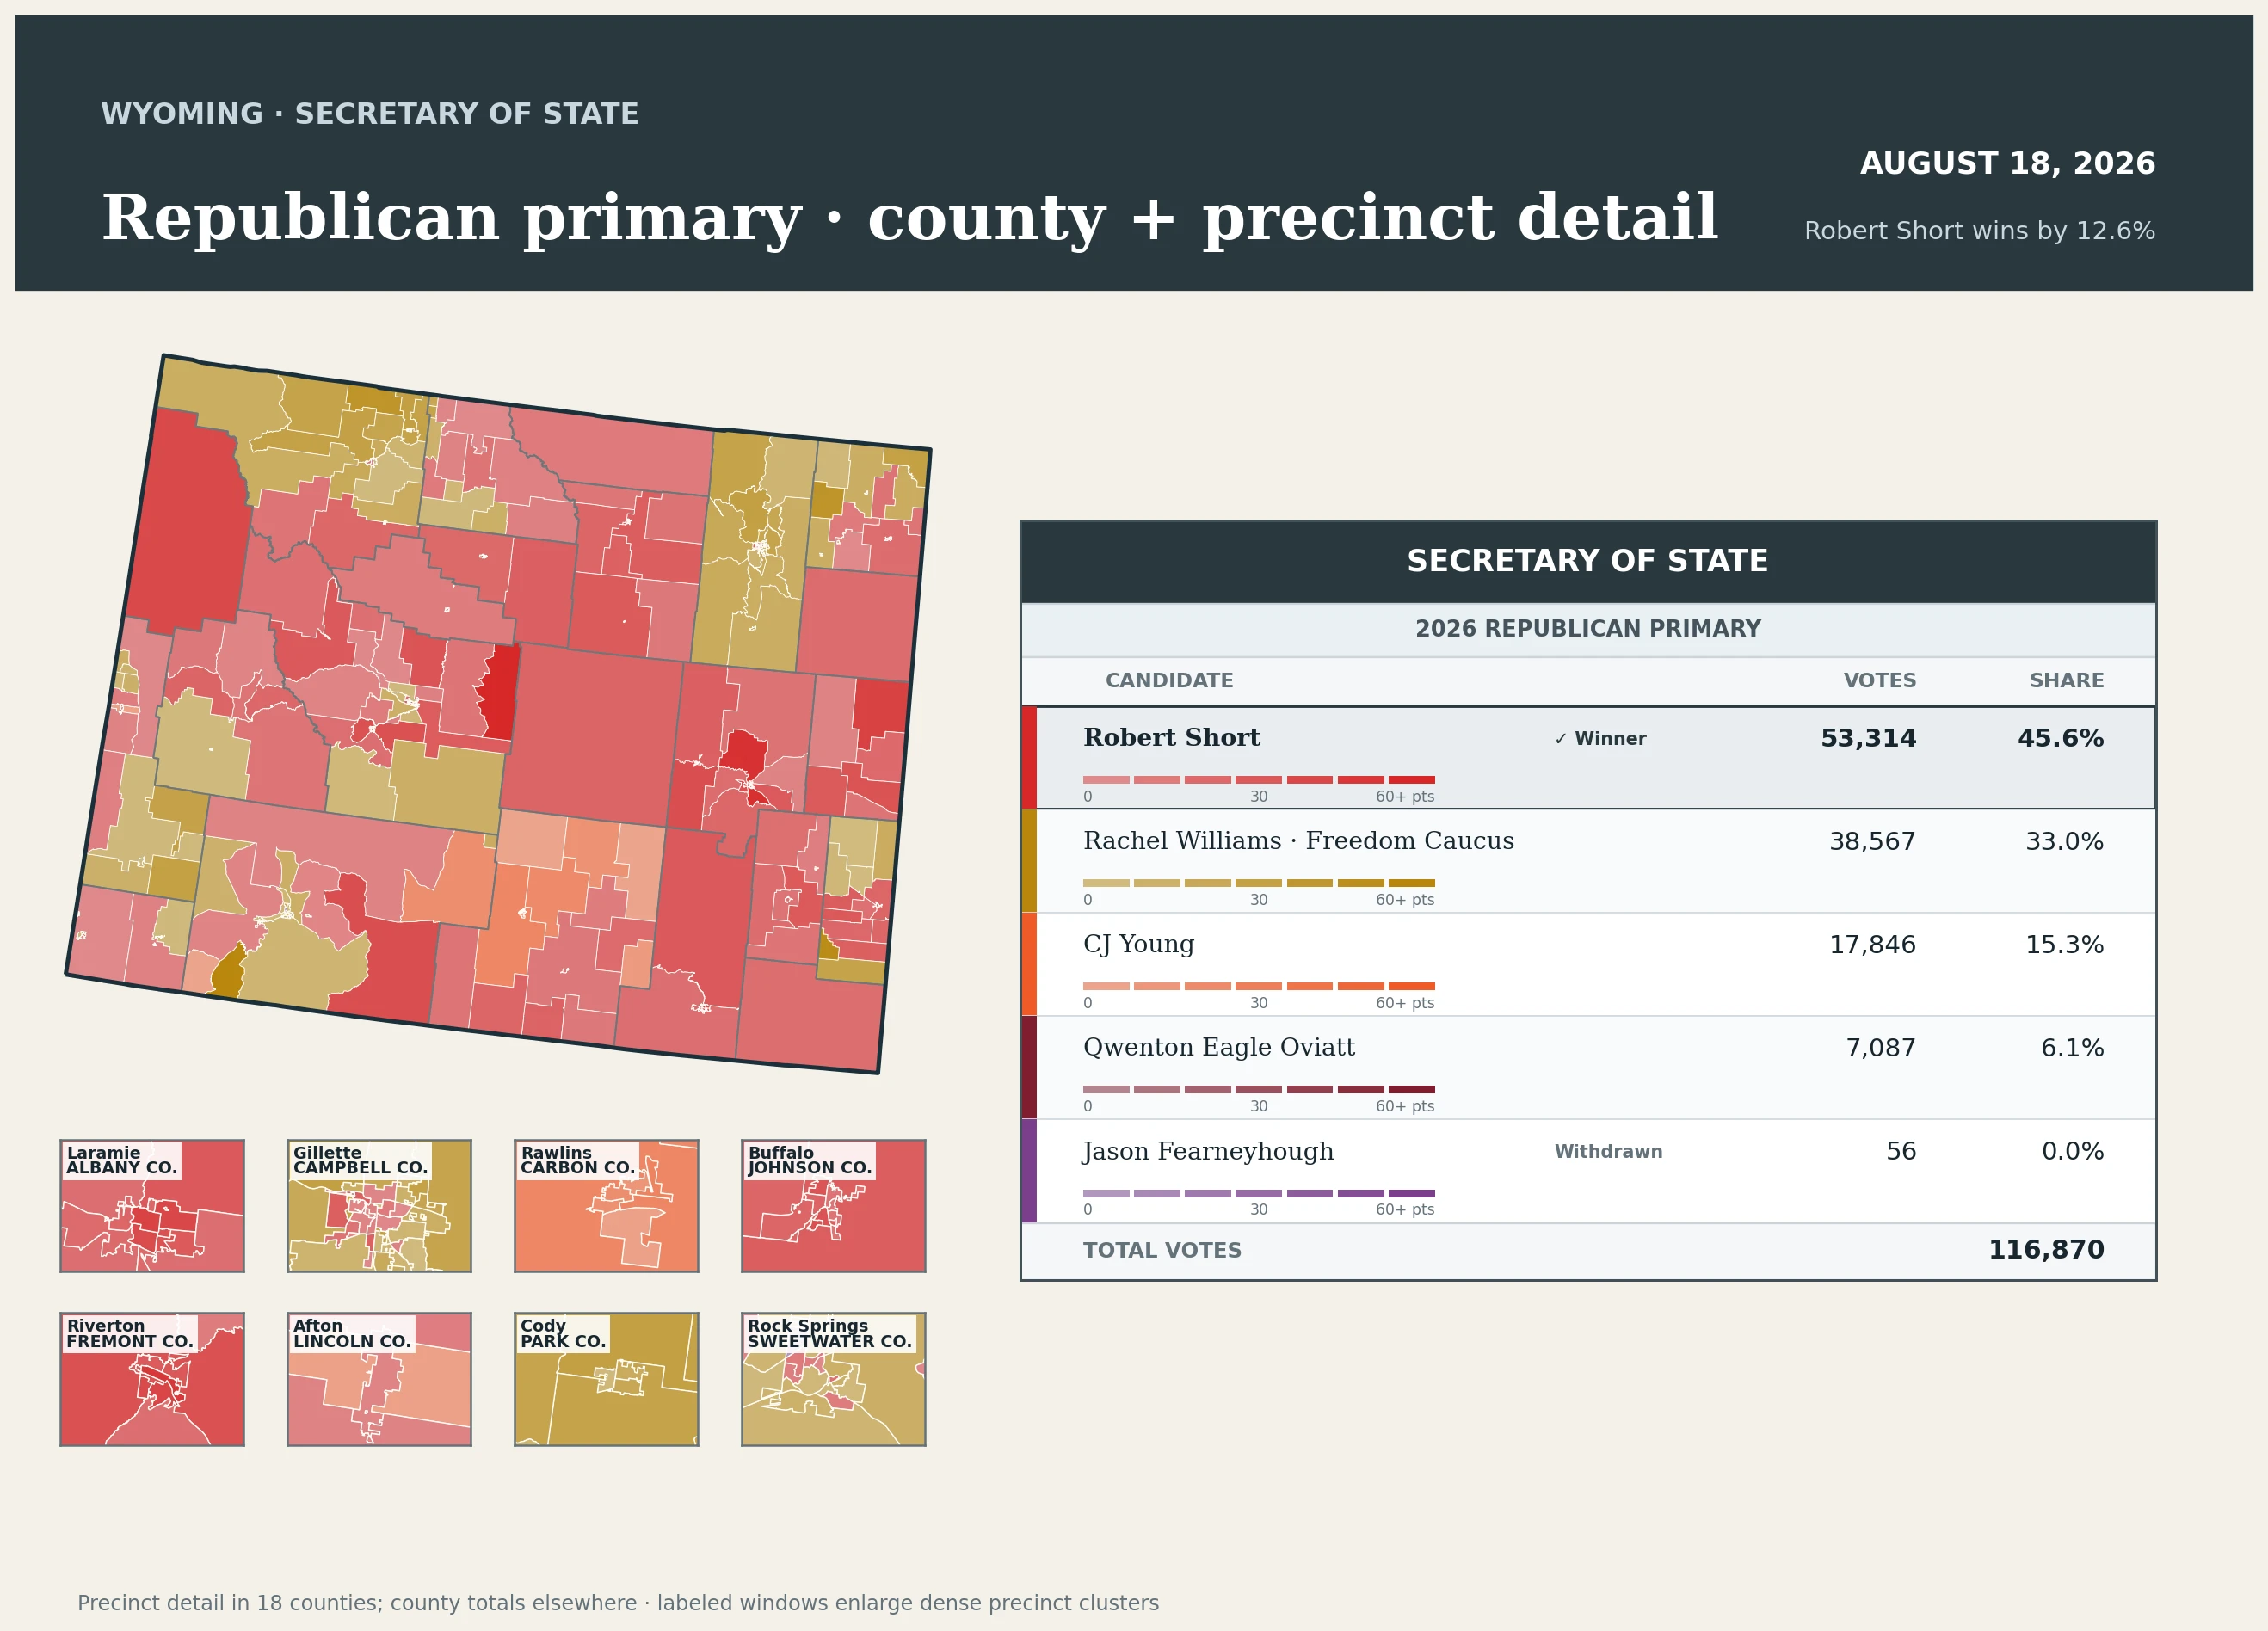 WYOMING · SECRETARY OF STATE
Republican primary · county + precinct detail
AUGUST 18, 2026
Robert Short wins by 12.6%
SECRETARY OF STATE
2026 REPUBLICAN PRIMARY
CANDIDATE VOTES SHARE
Robert Short ✓ Winner 53,314 45.6%
0 30 60+ pts
Rachel Williams · Freedom Caucus 38,567 33.0%
0 30 60+ pts
CJ Young 17,846 15.3%
0 30 60+ pts
Qwenton Eagle Oviatt 7,087 6.1%
0 30 60+ pts
Jason Fearneyhough Withdrawn 56 0.0%
0 30 60+ pts
TOTAL VOTES 116,870
Laramie
ALBANY CO.
Gillette
CAMPBELL CO.
Rawlins
CARBON CO.
Buffalo
JOHNSON CO.
Riverton
FREMONT CO.
Afton
LINCOLN CO.
Cody
PARK CO.
Rock Springs
SWEETWATER CO.
Precinct detail in 18 counties; county totals elsewhere · labeled windows enlarge dense precinct clusters